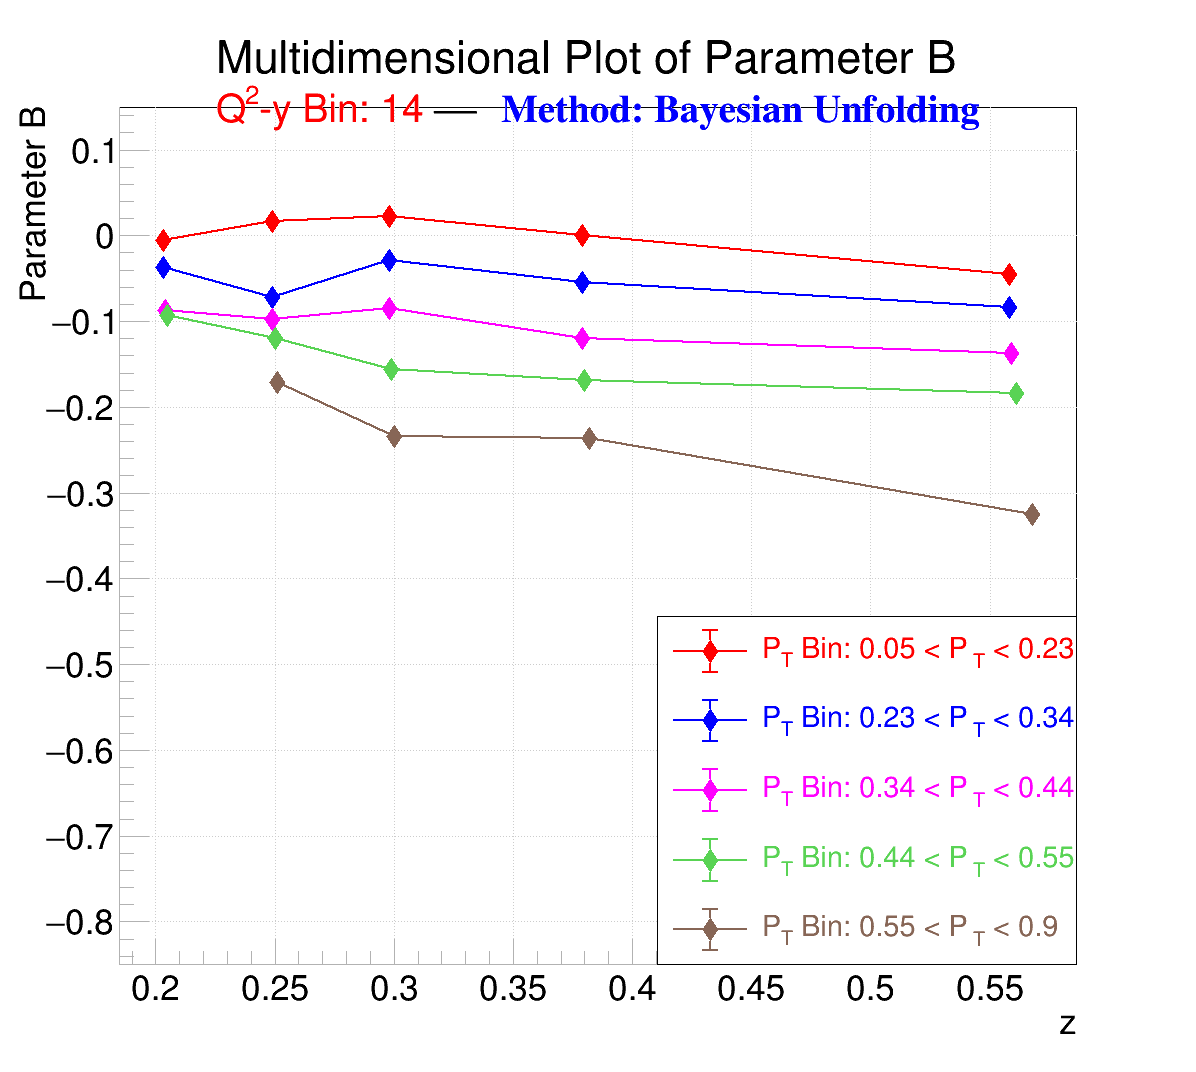 Multidimensional Plot of Parameter B
Q2-y Bin: 14 — Method: Bayesian Unfolding
Parameter B
0.1
0
−0.1
−0.2
−0.3
−0.4
−0.5
−0.6
−0.7
−0.8
PT Bin: 0.05 < PT < 0.23
PT Bin: 0.23 < PT < 0.34
PT Bin: 0.34 < PT < 0.44
PT Bin: 0.44 < PT < 0.55
PT Bin: 0.55 < PT < 0.9
0.2 0.25 0.3 0.35 0.4 0.45 0.5 0.55
z